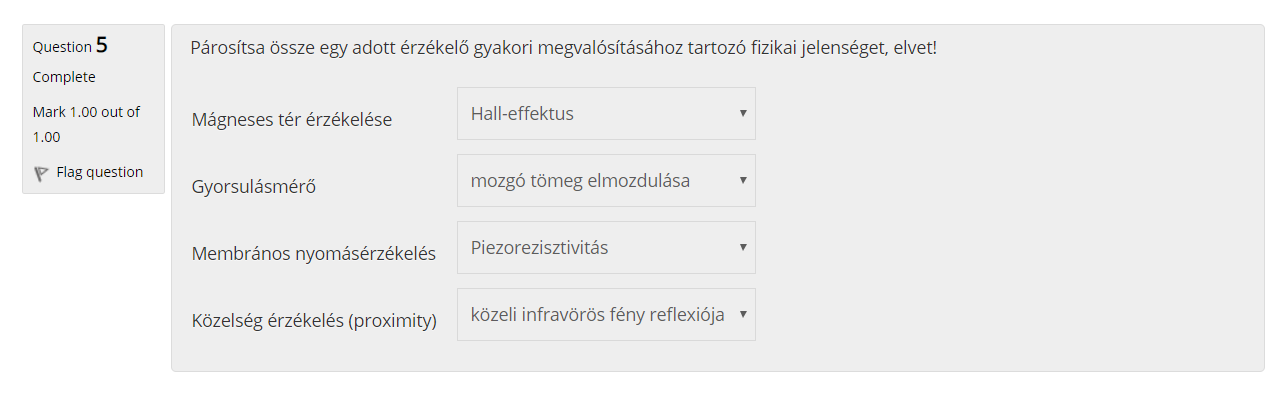 Question 5
Complete
Mark 1.00 out of
1.00
Flag question
Párosítsa össze egy adott érzékelő gyakori megvalósításához tartozó fizikai jelenséget, elvet!
Mágneses tér érzékelése Hall-effektus
Gyorsulásmérő mozgó tömeg elmozdulása
Membrános nyomásérzékelés Piezorezisztivitás
Közelség érzékelés (proximity) közeli infravörös fény reflexiója